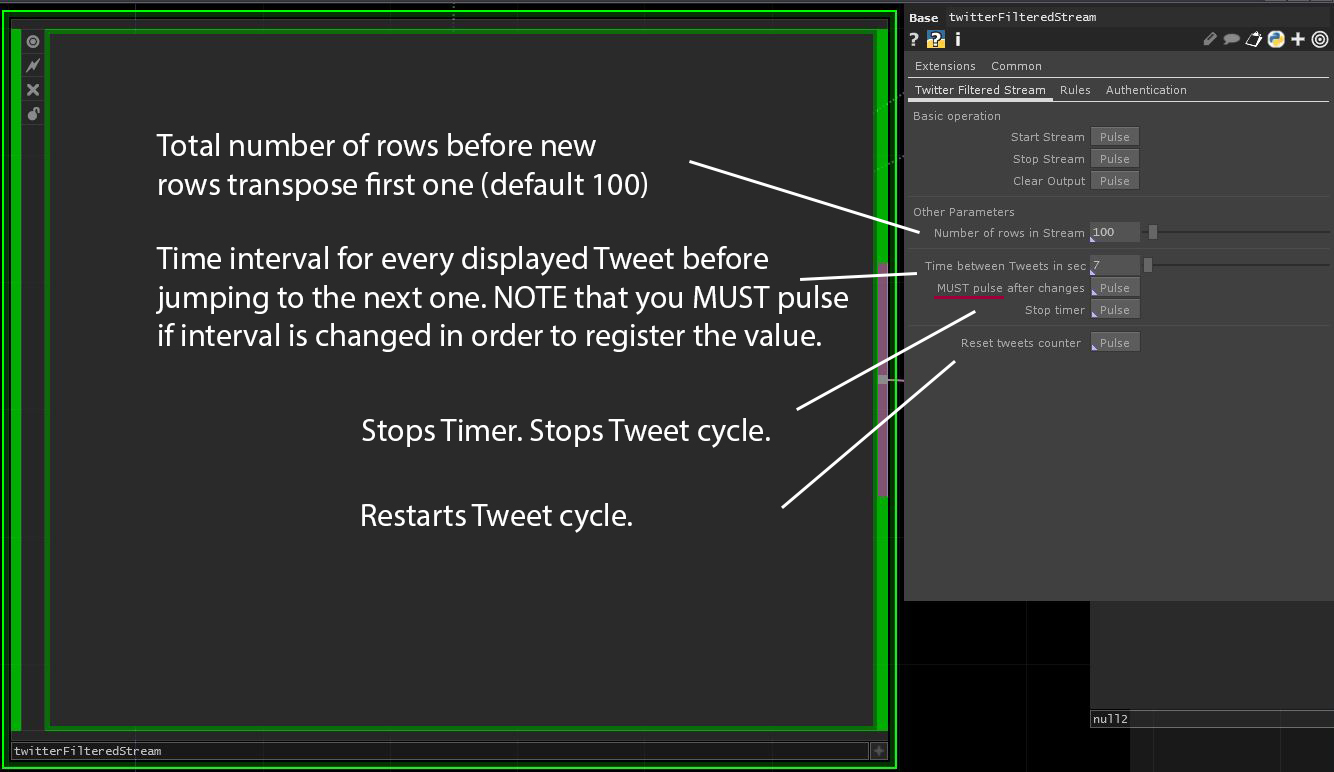 Base twitterFilteredStream
? ? i
Extensions Common
Twitter Filtered Stream Rules Authentication
Basic operation
Start Stream Pulse
Stop Stream Pulse
Clear Output Pulse
Other Parameters
Number of rows in Stream 100
Time between Tweets in sec 7
MUST pulse after changes Pulse
Stop timer Pulse
Reset tweets counter Pulse
Total number of rows before new
rows transpose first one (default 100)
Time interval for every displayed Tweet before
jumping to the next one. NOTE that you MUST pulse
if interval is changed in order to register the value.
Stops Timer. Stops Tweet cycle.
Restarts Tweet cycle.
twitterFilteredStream
null2